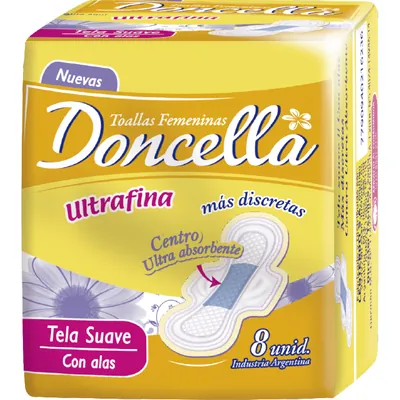 Nuevas
Toallas Femeninas
Doncella
Ultrafina
más discretas
Centro
Ultra absorbente
Tela Suave
Con alas
8 unid.
Industria Argentina